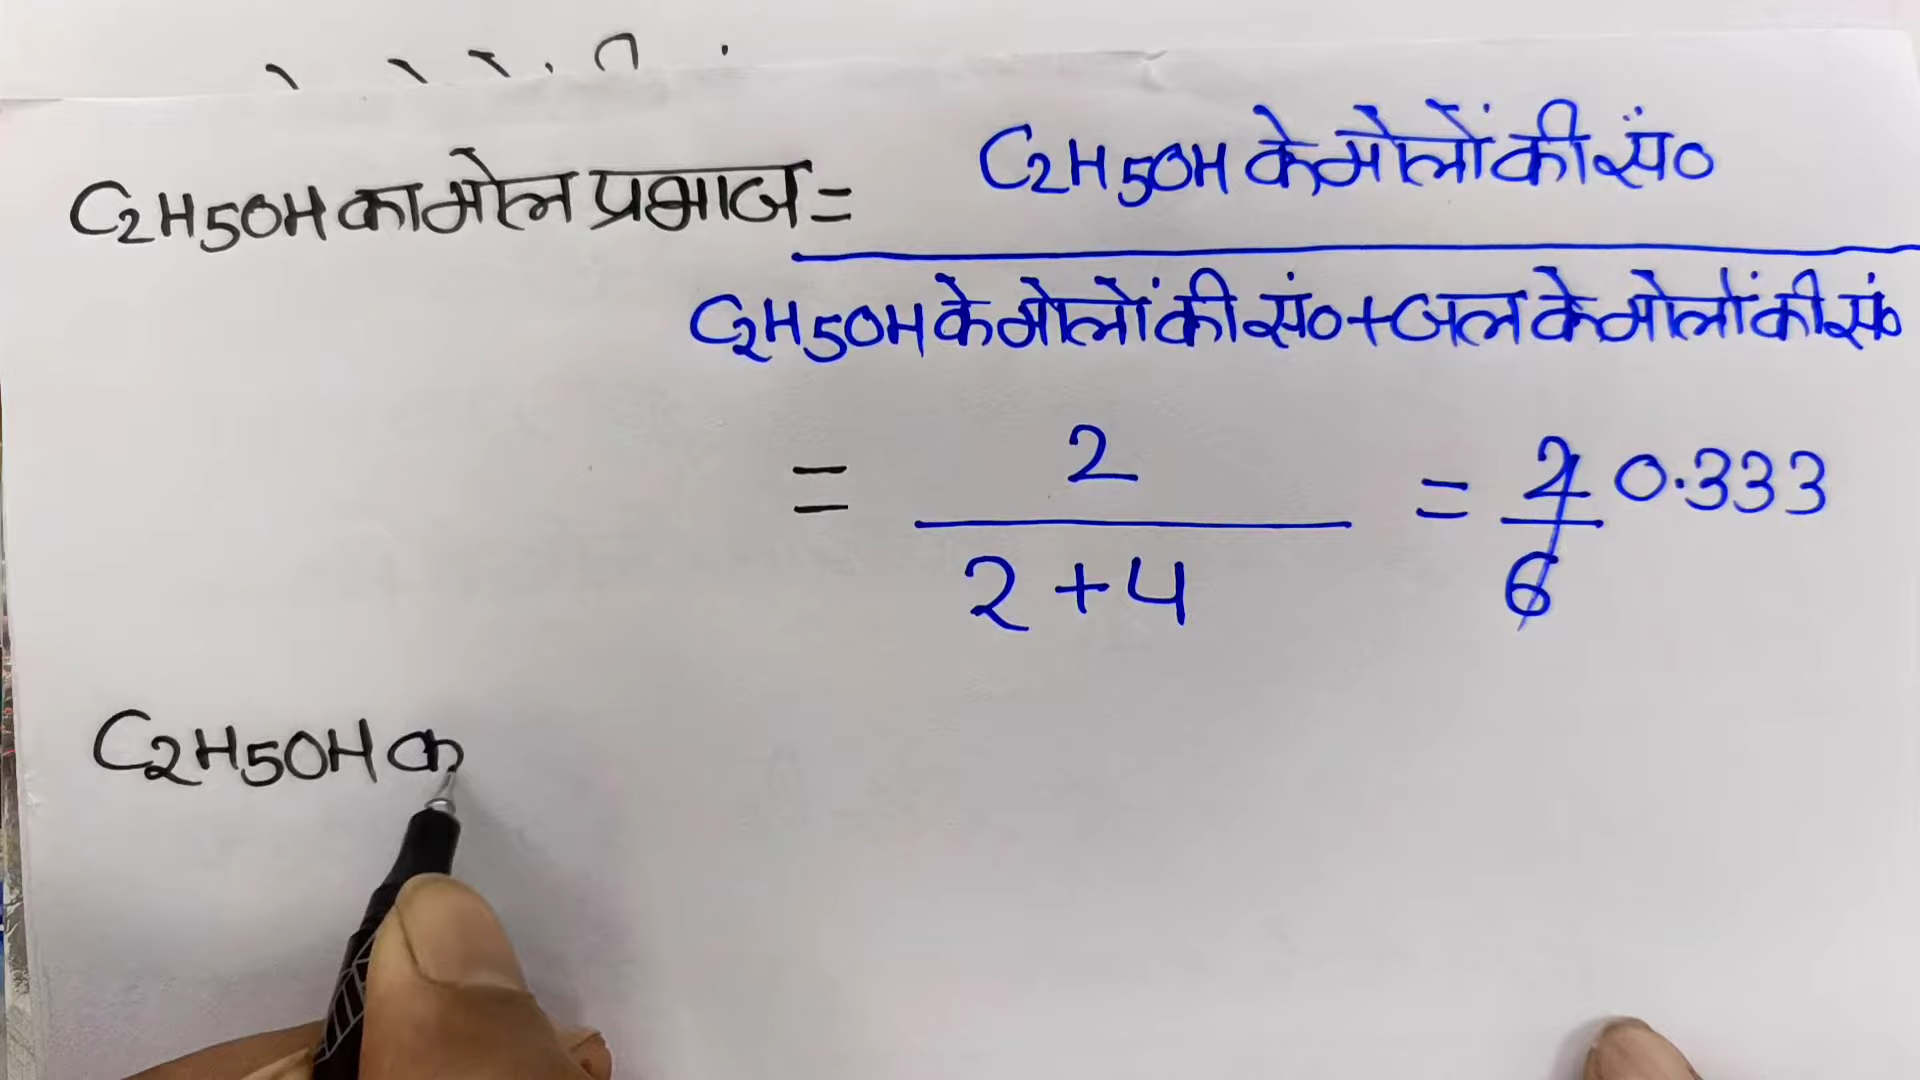 C2H5OH के मोलों की सं०
C2H5OH का मोल प्रभाज =
C2H5OH के मोलों की सं० + जल के मोलों की सं०
= 2 / 2 + 4 = 2 / 6 0.333
C2H5OH क